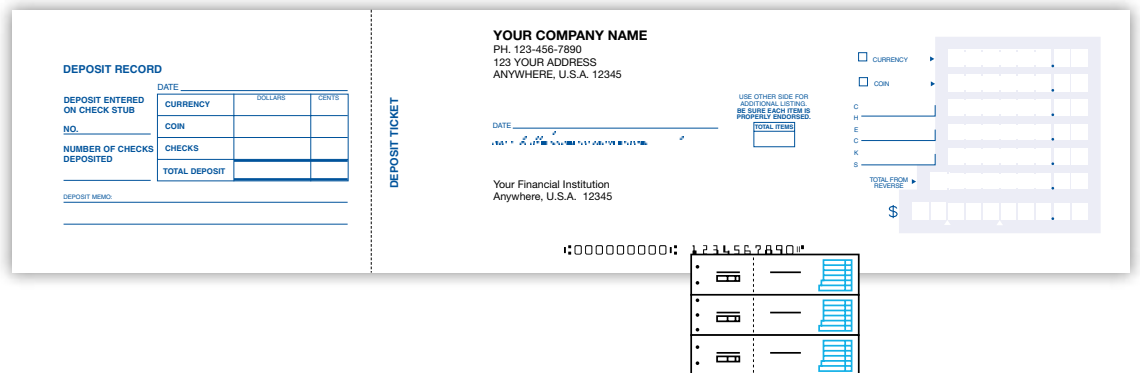 DEPOSIT RECORD
DATE
DEPOSIT ENTERED
ON CHECK STUB
NO.
NUMBER OF CHECKS
DEPOSITED
DOLLARS CENTS
CURRENCY
COIN
CHECKS
TOTAL DEPOSIT
DEPOSIT MEMO:
DEPOSIT TICKET
YOUR COMPANY NAME
PH. 123-456-7890
123 YOUR ADDRESS
ANYWHERE, U.S.A. 12345
DATE
Your Financial Institution
Anywhere, U.S.A. 12345
USE OTHER SIDE FOR
ADDITIONAL LISTING.
BE SURE EACH ITEM IS
PROPERLY ENDORSED.
TOTAL ITEMS
CURRENCY
COIN
C
H
E
C
K
S
TOTAL FROM
REVERSE
$
⑆000000000⑆ 1234567890⑈